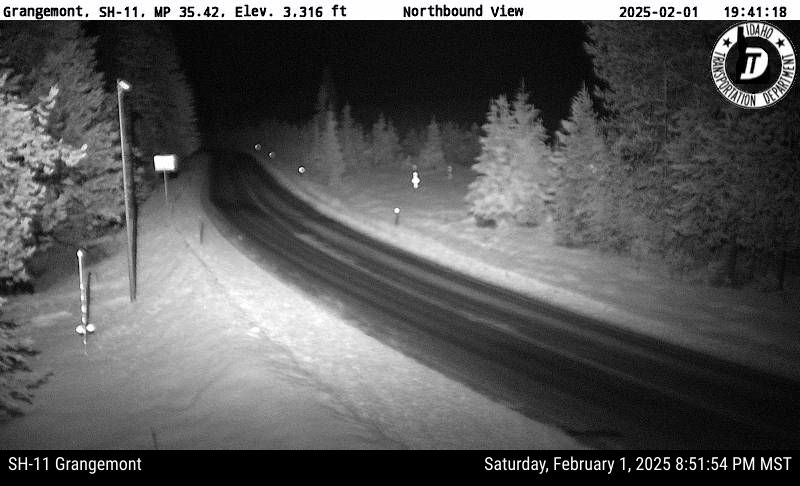 Grangemont, SH-11, MP 35.42, Elev. 3,316 ft Northbound View 2025-02-01 19:41:18
IDAHO
TRANSPORTATION DEPARTMENT
SH-11 Grangemont Saturday, February 1, 2025 8:51:54 PM MST